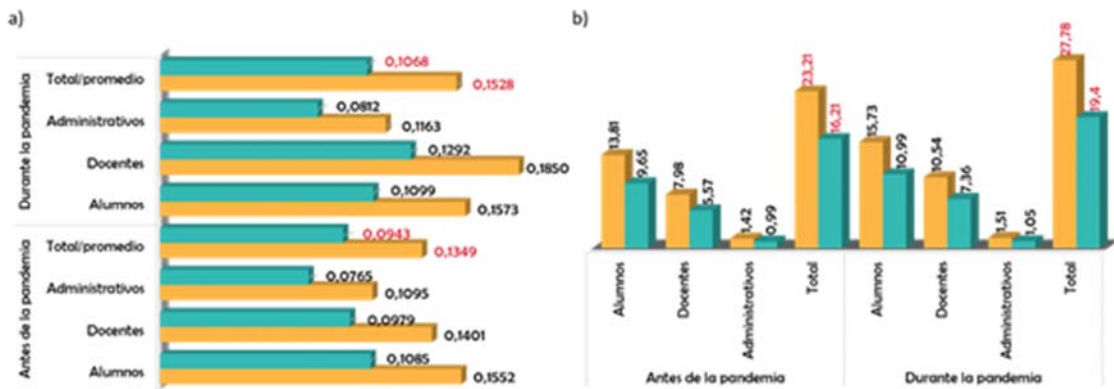 a)
Durante la pandemia
Total/promedio
0,1068
0,1528
Administrativos
0,0812
0,1163
Docentes
0,1292
0,1850
Alumnos
0,1099
0,1573
Antes de la pandemia
Total/promedio
0,0943
0,1349
Administrativos
0,0765
0,1095
Docentes
0,0979
0,1401
Alumnos
0,1085
0,1552
b)
13,81
9,65
7,98
5,57
1,42
0,99
23,21
16,21
15,73
10,99
10,54
7,36
1,51
1,05
27,78
19,4
Alumnos
Docentes
Administrativos
Total
Alumnos
Docentes
Administrativos
Total
Antes de la pandemia
Durante la pandemia